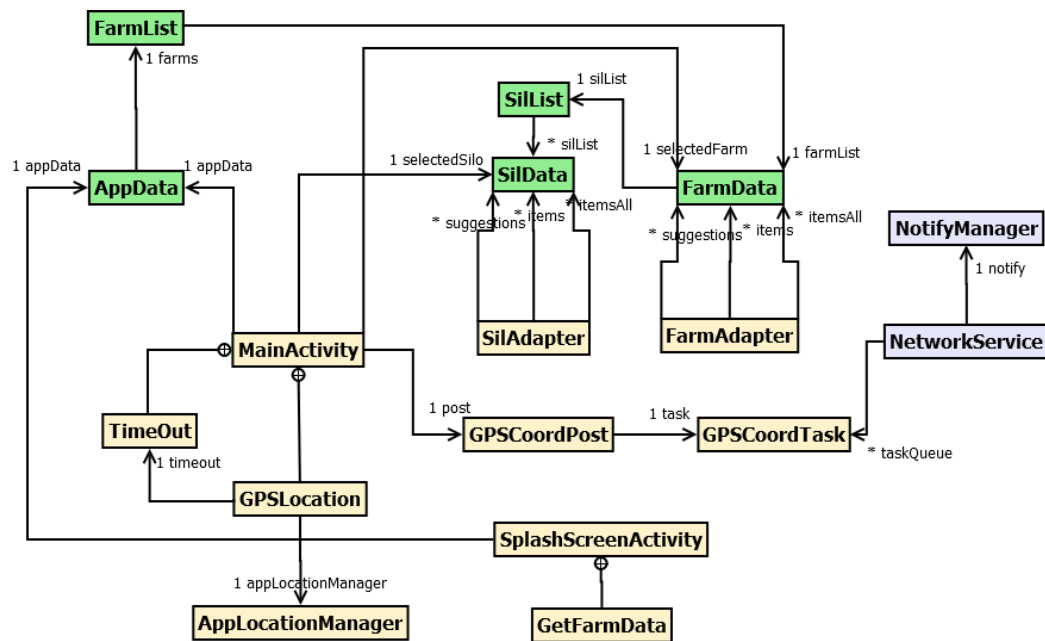 FarmList
1 farms
1 silList
SilList
* silList
1 selectedFarm
1 farmList
1 appData
1 appData
1 selectedSilo
AppData
SilData
FarmData
* suggestions
* items
* itemsAll
* suggestions
* items
* itemsAll
NotifyManager
1 notify
MainActivity
SilAdapter
FarmAdapter
NetworkService
TimeOut
1 post
GPSCoordPost
1 task
GPSCoordTask
* taskQueue
1 timeout
GPSLocation
SplashScreenActivity
1 appLocationManager
AppLocationManager
GetFarmData